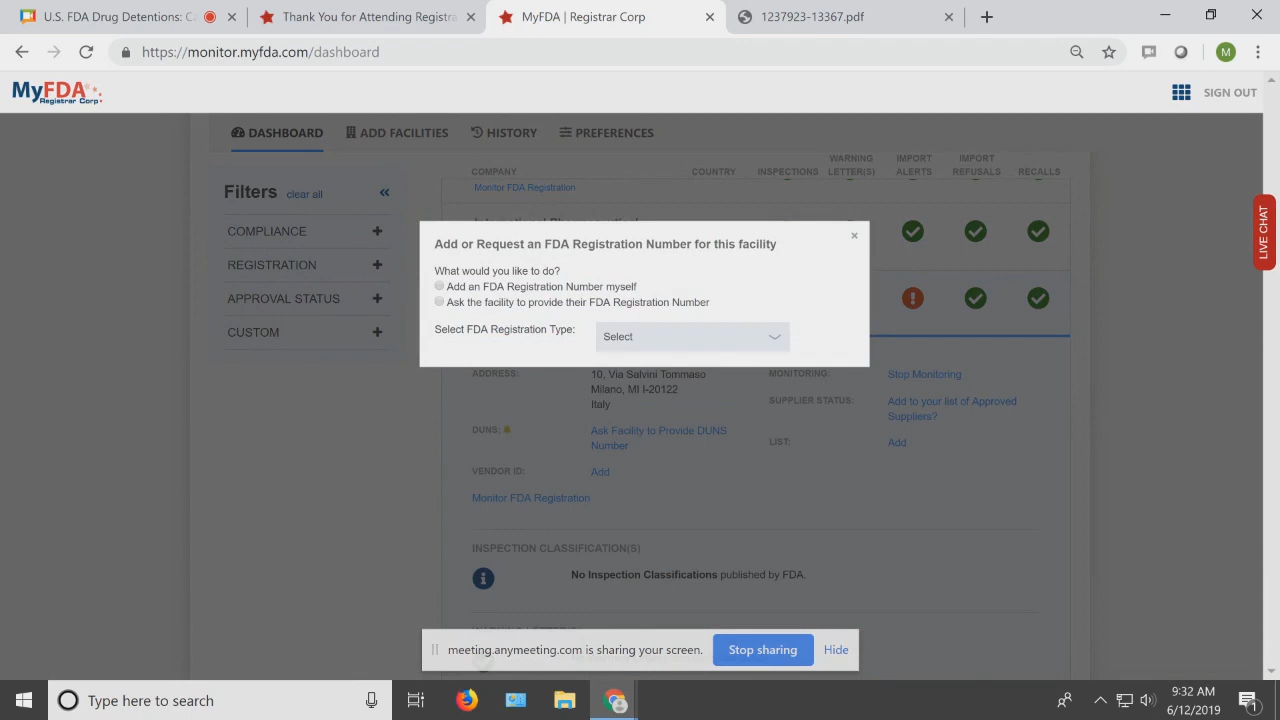 U.S. FDA Drug Detentions: Ca
Thank You for Attending Registra
MyFDA | Registrar Corp
1237923-13367.pdf
https://monitor.myfda.com/dashboard
M
MyFDA
Registrar Corp
SIGN OUT
DASHBOARD
ADD FACILITIES
HISTORY
PREFERENCES
Filters clear all
COMPLIANCE
REGISTRATION
APPROVAL STATUS
CUSTOM
COMPANY
COUNTRY
INSPECTIONS
WARNING
LETTER(S)
IMPORT
ALERTS
IMPORT
REFUSALS
RECALLS
Monitor FDA Registration
Add or Request an FDA Registration Number for this facility
What would you like to do?
Add an FDA Registration Number myself
Ask the facility to provide their FDA Registration Number
Select FDA Registration Type:
Select
ADDRESS:
10, Via Salvini Tommaso
Milano, MI I-20122
Italy
MONITORING:
Stop Monitoring
SUPPLIER STATUS:
Add to your list of Approved
Suppliers?
DUNS:
Ask Facility to Provide DUNS
Number
LIST:
Add
VENDOR ID:
Add
Monitor FDA Registration
INSPECTION CLASSIFICATION(S)
No Inspection Classifications published by FDA.
LIVE CHAT
meeting.anymeeting.com is sharing your screen.
Stop sharing
Hide
Type here to search
9:32 AM
6/12/2019
1